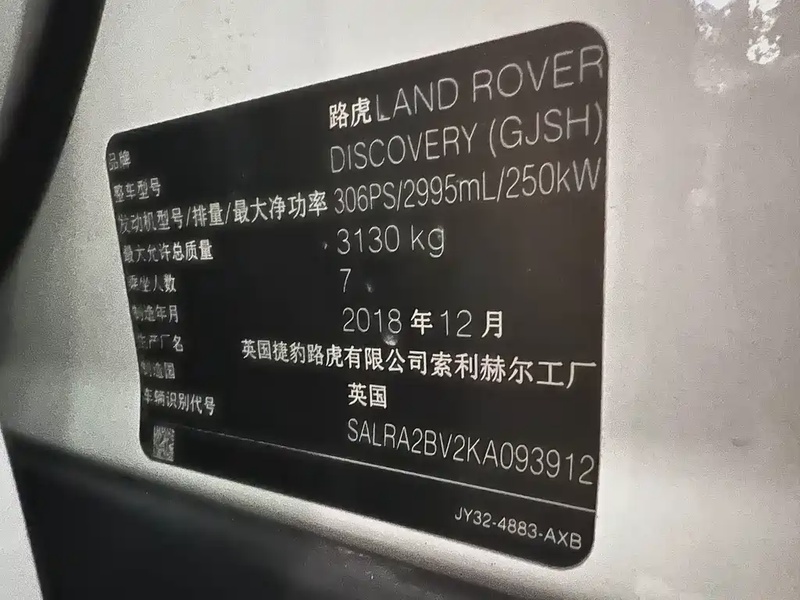 品牌 路虎 LAND ROVER
整车型号 DISCOVERY (GJSH)
发动机型号/排量/最大净功率 306PS/2995mL/250kW
最大允许总质量 3130 kg
乘坐人数 7
制造年月 2018 年 12 月
生产厂名 英国捷豹路虎有限公司索利赫尔工厂
制造国 英国
车辆识别代号 SALRA2BV2KA093912
JY32-4883-AXB